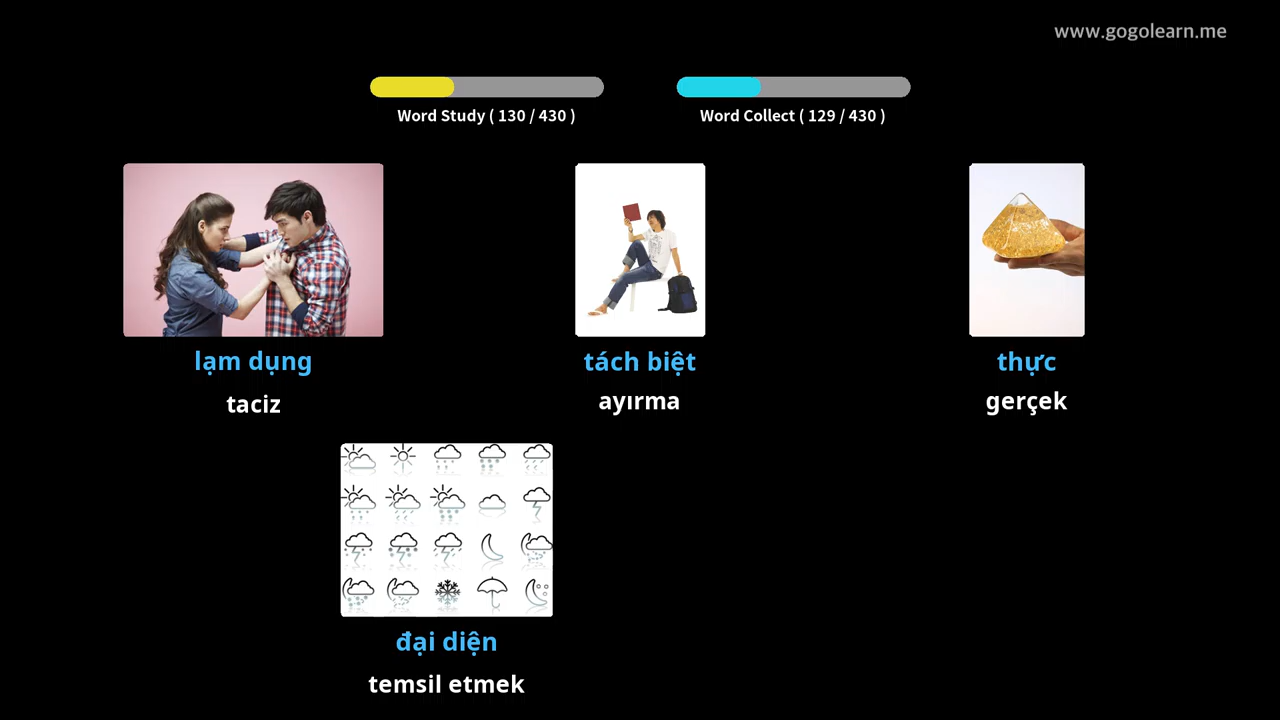 www.gogolearn.me
Word Study ( 130 / 430 )
Word Collect ( 129 / 430 )
lạm dụng
taciz
tách biệt
ayırma
thực
gerçek
đại diện
temsil etmek